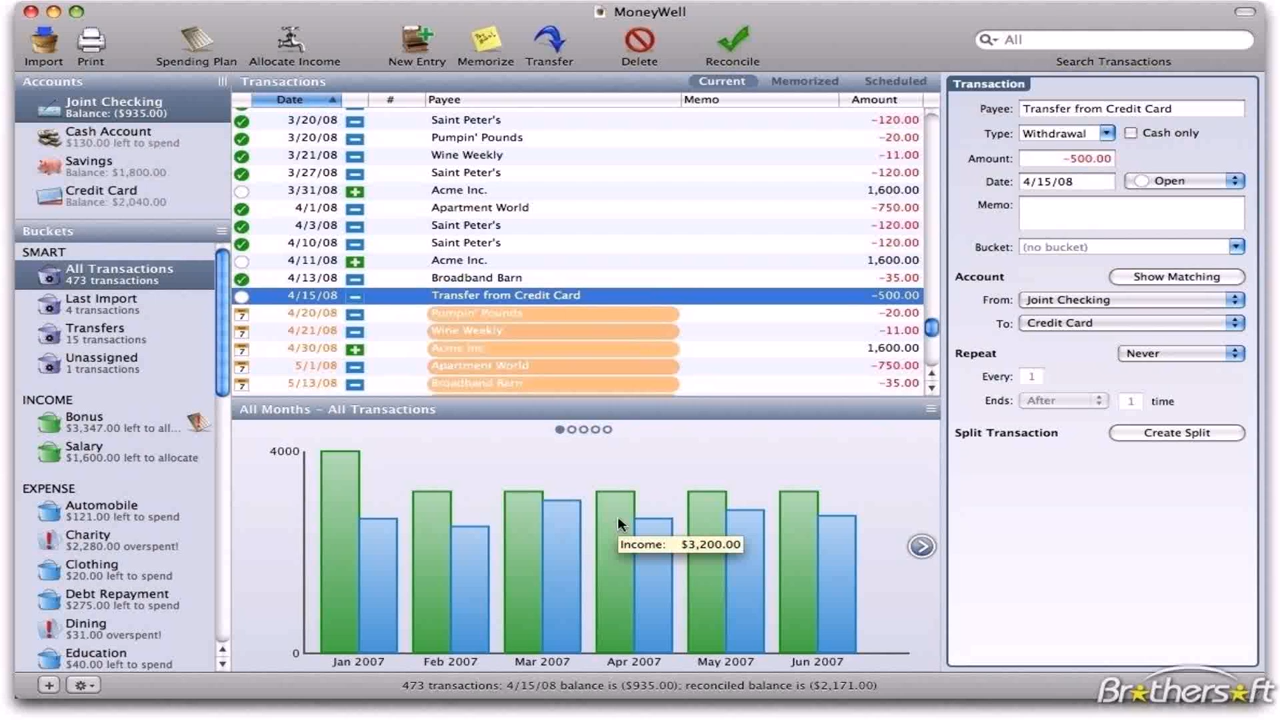 MoneyWell
Import Print Spending Plan Allocate Income New Entry Memorize Transfer Delete Reconcile
All
Search Transactions
Accounts
Joint Checking
Balance: ($935.00)
Cash Account
$130.00 left to spend
Savings
Balance: $1,800.00
Credit Card
Balance: $2,040.00
Buckets
SMART
All Transactions
473 transactions
Last Import
4 transactions
Transfers
15 transactions
Unassigned
1 transactions
INCOME
Bonus
$3,347.00 left to all...
Salary
$1,600.00 left to allocate
EXPENSE
Automobile
$121.00 left to spend
Charity
$2,280.00 overspent!
Clothing
$20.00 left to spend
Debt Repayment
$275.00 left to spend
Dining
$31.00 overspent!
Education
$40.00 left to spend
Transactions Current Memorized Scheduled
Date # Payee Memo Amount
3/20/08 Saint Peter's -120.00
3/20/08 Pumpin' Pounds -20.00
3/21/08 Wine Weekly -11.00
3/27/08 Saint Peter's -120.00
3/31/08 Acme Inc. 1,600.00
4/1/08 Apartment World -750.00
4/3/08 Saint Peter's -120.00
4/10/08 Saint Peter's -120.00
4/11/08 Acme Inc. 1,600.00
4/13/08 Broadband Barn -35.00
4/15/08 Transfer from Credit Card -500.00
7 4/20/08 Pumpin' Pounds -20.00
7 4/21/08 Wine Weekly -11.00
7 4/30/08 Acme Inc. 1,600.00
7 5/1/08 Apartment World -750.00
7 5/13/08 Broadband Barn -35.00
All Months - All Transactions
4000
Income: $3,200.00
0
Jan 2007 Feb 2007 Mar 2007 Apr 2007 May 2007 Jun 2007
473 transactions; 4/15/08 balance is ($935.00); reconciled balance is ($2,171.00)
Transaction
Payee: Transfer from Credit Card
Type: Withdrawal Cash only
Amount: -500.00
Date: 4/15/08 Open
Memo:
Bucket: (no bucket)
Account Show Matching
From: Joint Checking
To: Credit Card
Repeat Never
Every: 1
Ends: After 1 time
Split Transaction Create Split
Brothersoft